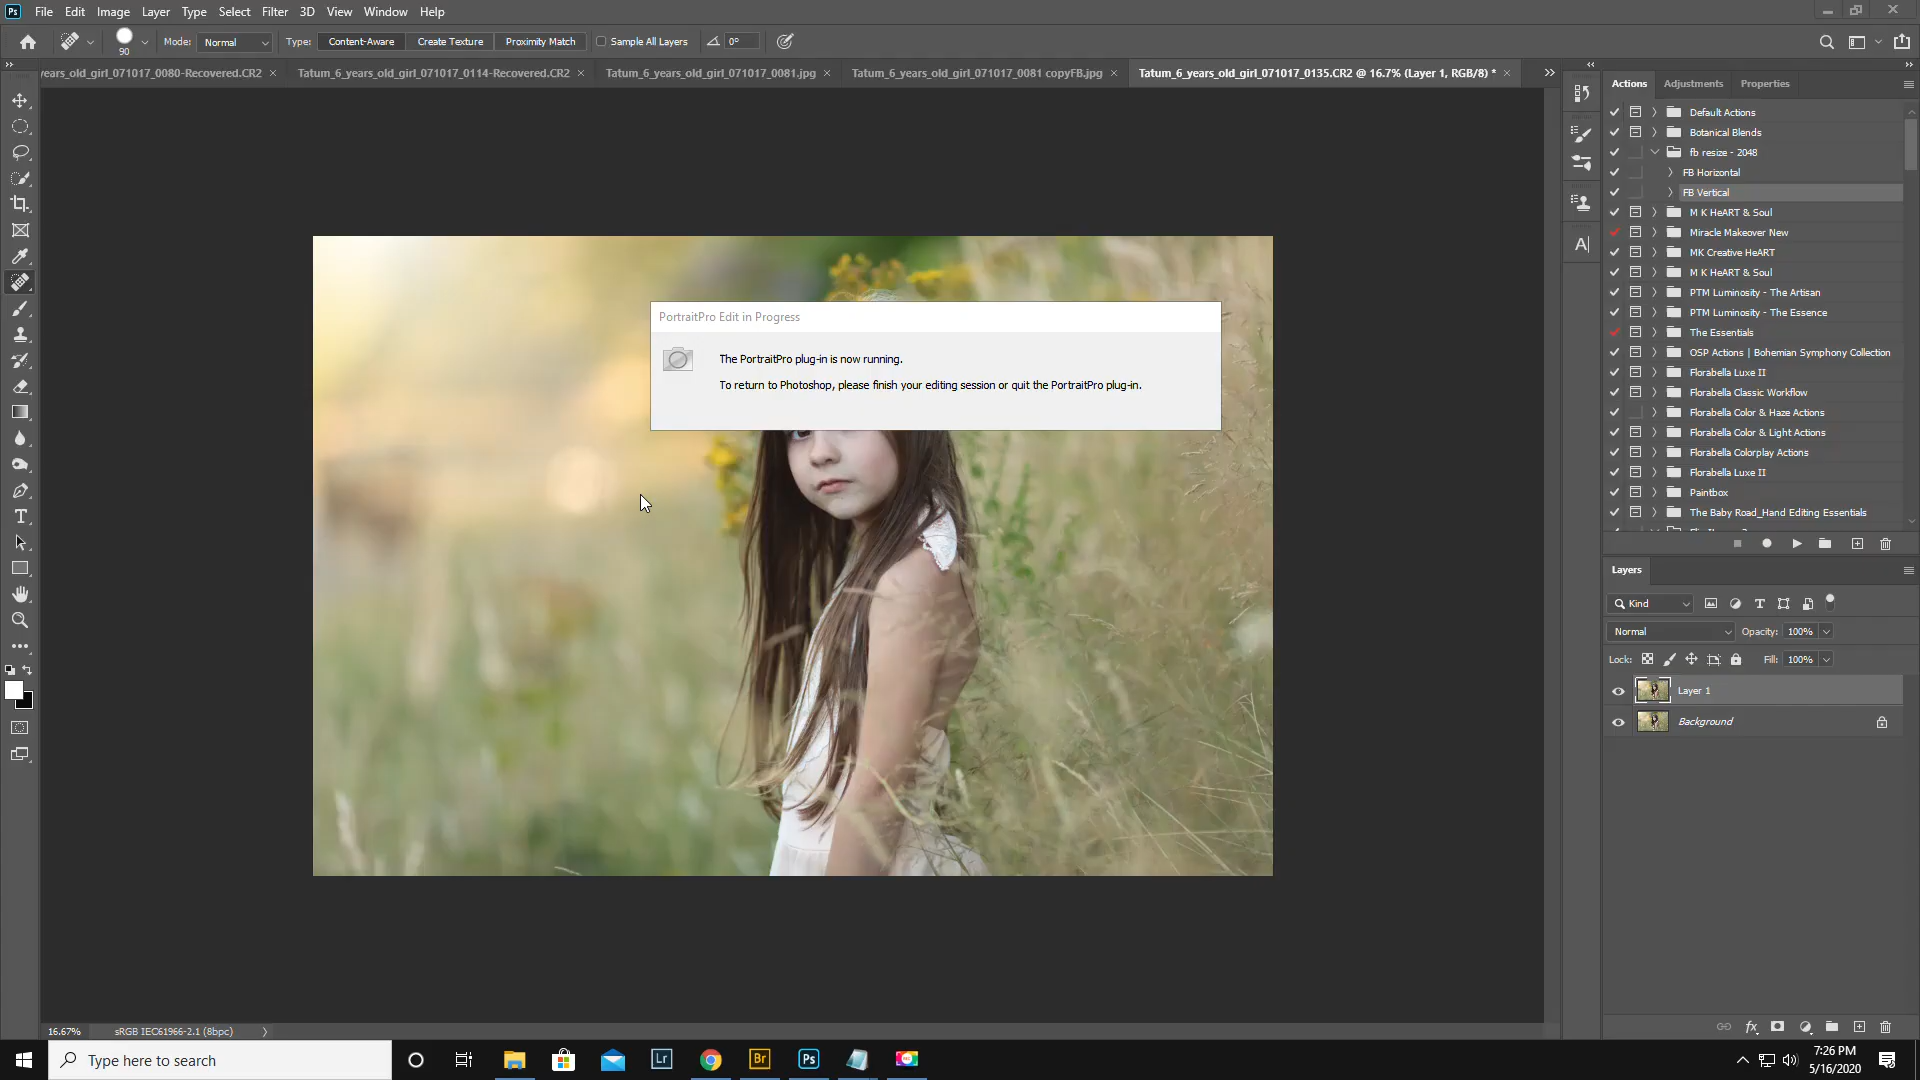 Ps File Edit Image Layer Type Select Filter 3D View Window Help
90 Mode: Normal Type: Content-Aware Create Texture Proximity Match Sample All Layers 0°
years_old_girl_071017_0080-Recovered.CR2 × Tatum_6_years_old_girl_071017_0114-Recovered.CR2 × Tatum_6_years_old_girl_071017_0081.jpg × Tatum_6_years_old_girl_071017_0081 copyFB.jpg × Tatum_6_years_old_girl_071017_0135.CR2 @ 16.7% (Layer 1, RGB/8) * ×
PortraitPro Edit in Progress
The PortraitPro plug-in is now running.
To return to Photoshop, please finish your editing session or quit the PortraitPro plug-in.
Actions Adjustments Properties
Default Actions
Botanical Blends
fb resize - 2048
FB Horizontal
FB Vertical
M K HeART & Soul
Miracle Makeover New
MK Creative HeART
M K HeART & Soul
PTM Luminosity - The Artisan
PTM Luminosity - The Essence
The Essentials
OSP Actions | Bohemian Symphony Collection
Florabella Luxe II
Florabella Classic Workflow
Florabella Color & Haze Actions
Florabella Color & Light Actions
Florabella Colorplay Actions
Florabella Luxe II
Paintbox
The Baby Road_Hand Editing Essentials
Layers
Kind
Normal Opacity: 100%
Lock: Fill: 100%
Layer 1
Background
16.67% sRGB IEC61966-2.1 (8bpc)
Type here to search
Lr Br Ps
7:26 PM
5/16/2020